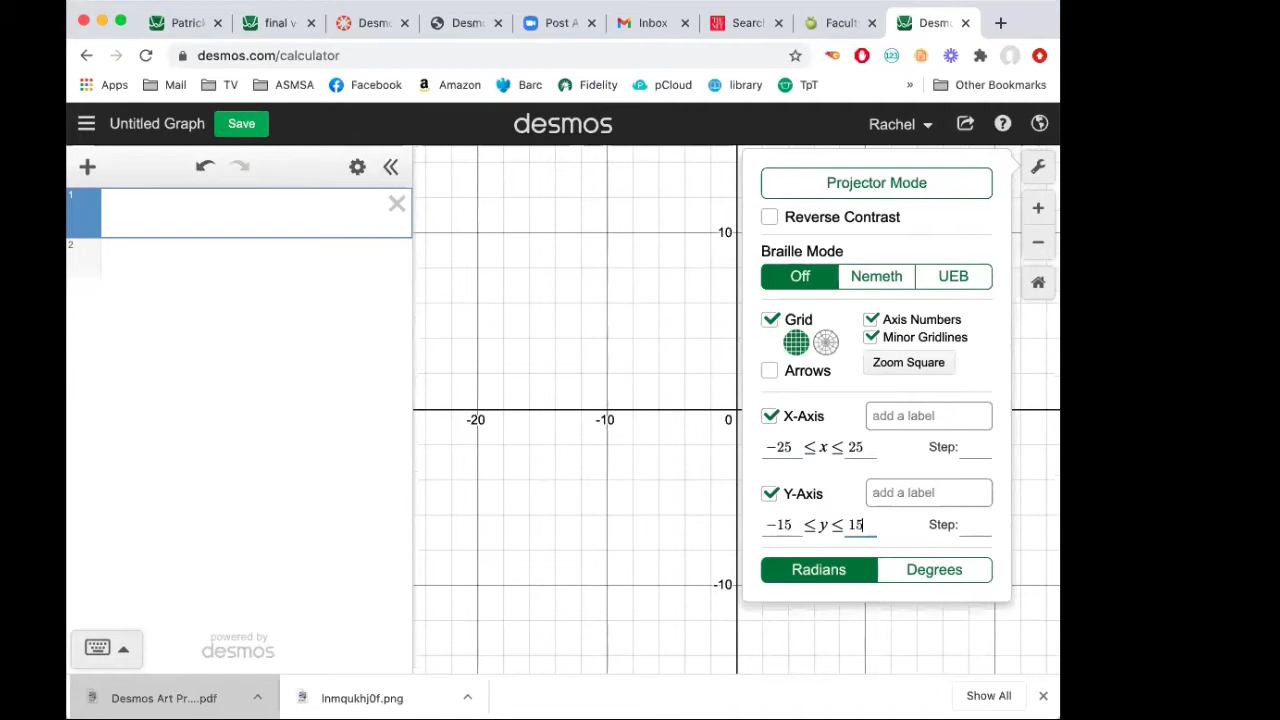 Patrick
final v
Desmo
Desm
Post A
Inbox
Search
Facult
Desmo
desmos.com/calculator
Apps
Mail
TV
ASMSA
Facebook
Amazon
Barc
Fidelity
pCloud
library
TpT
»
Other Bookmarks
Untitled Graph
Save
desmos
Rachel
1
2
10
-20
-10
0
-10
Projector Mode
Reverse Contrast
Braille Mode
Off
Nemeth
UEB
Grid
Axis Numbers
Minor Gridlines
Arrows
Zoom Square
X-Axis
add a label
−25 ≤ x ≤ 25
Step:
Y-Axis
add a label
−15 ≤ y ≤ 15
Step:
Radians
Degrees
powered by
desmos
Desmos Art Pr....pdf
lnmqukhj0f.png
Show All